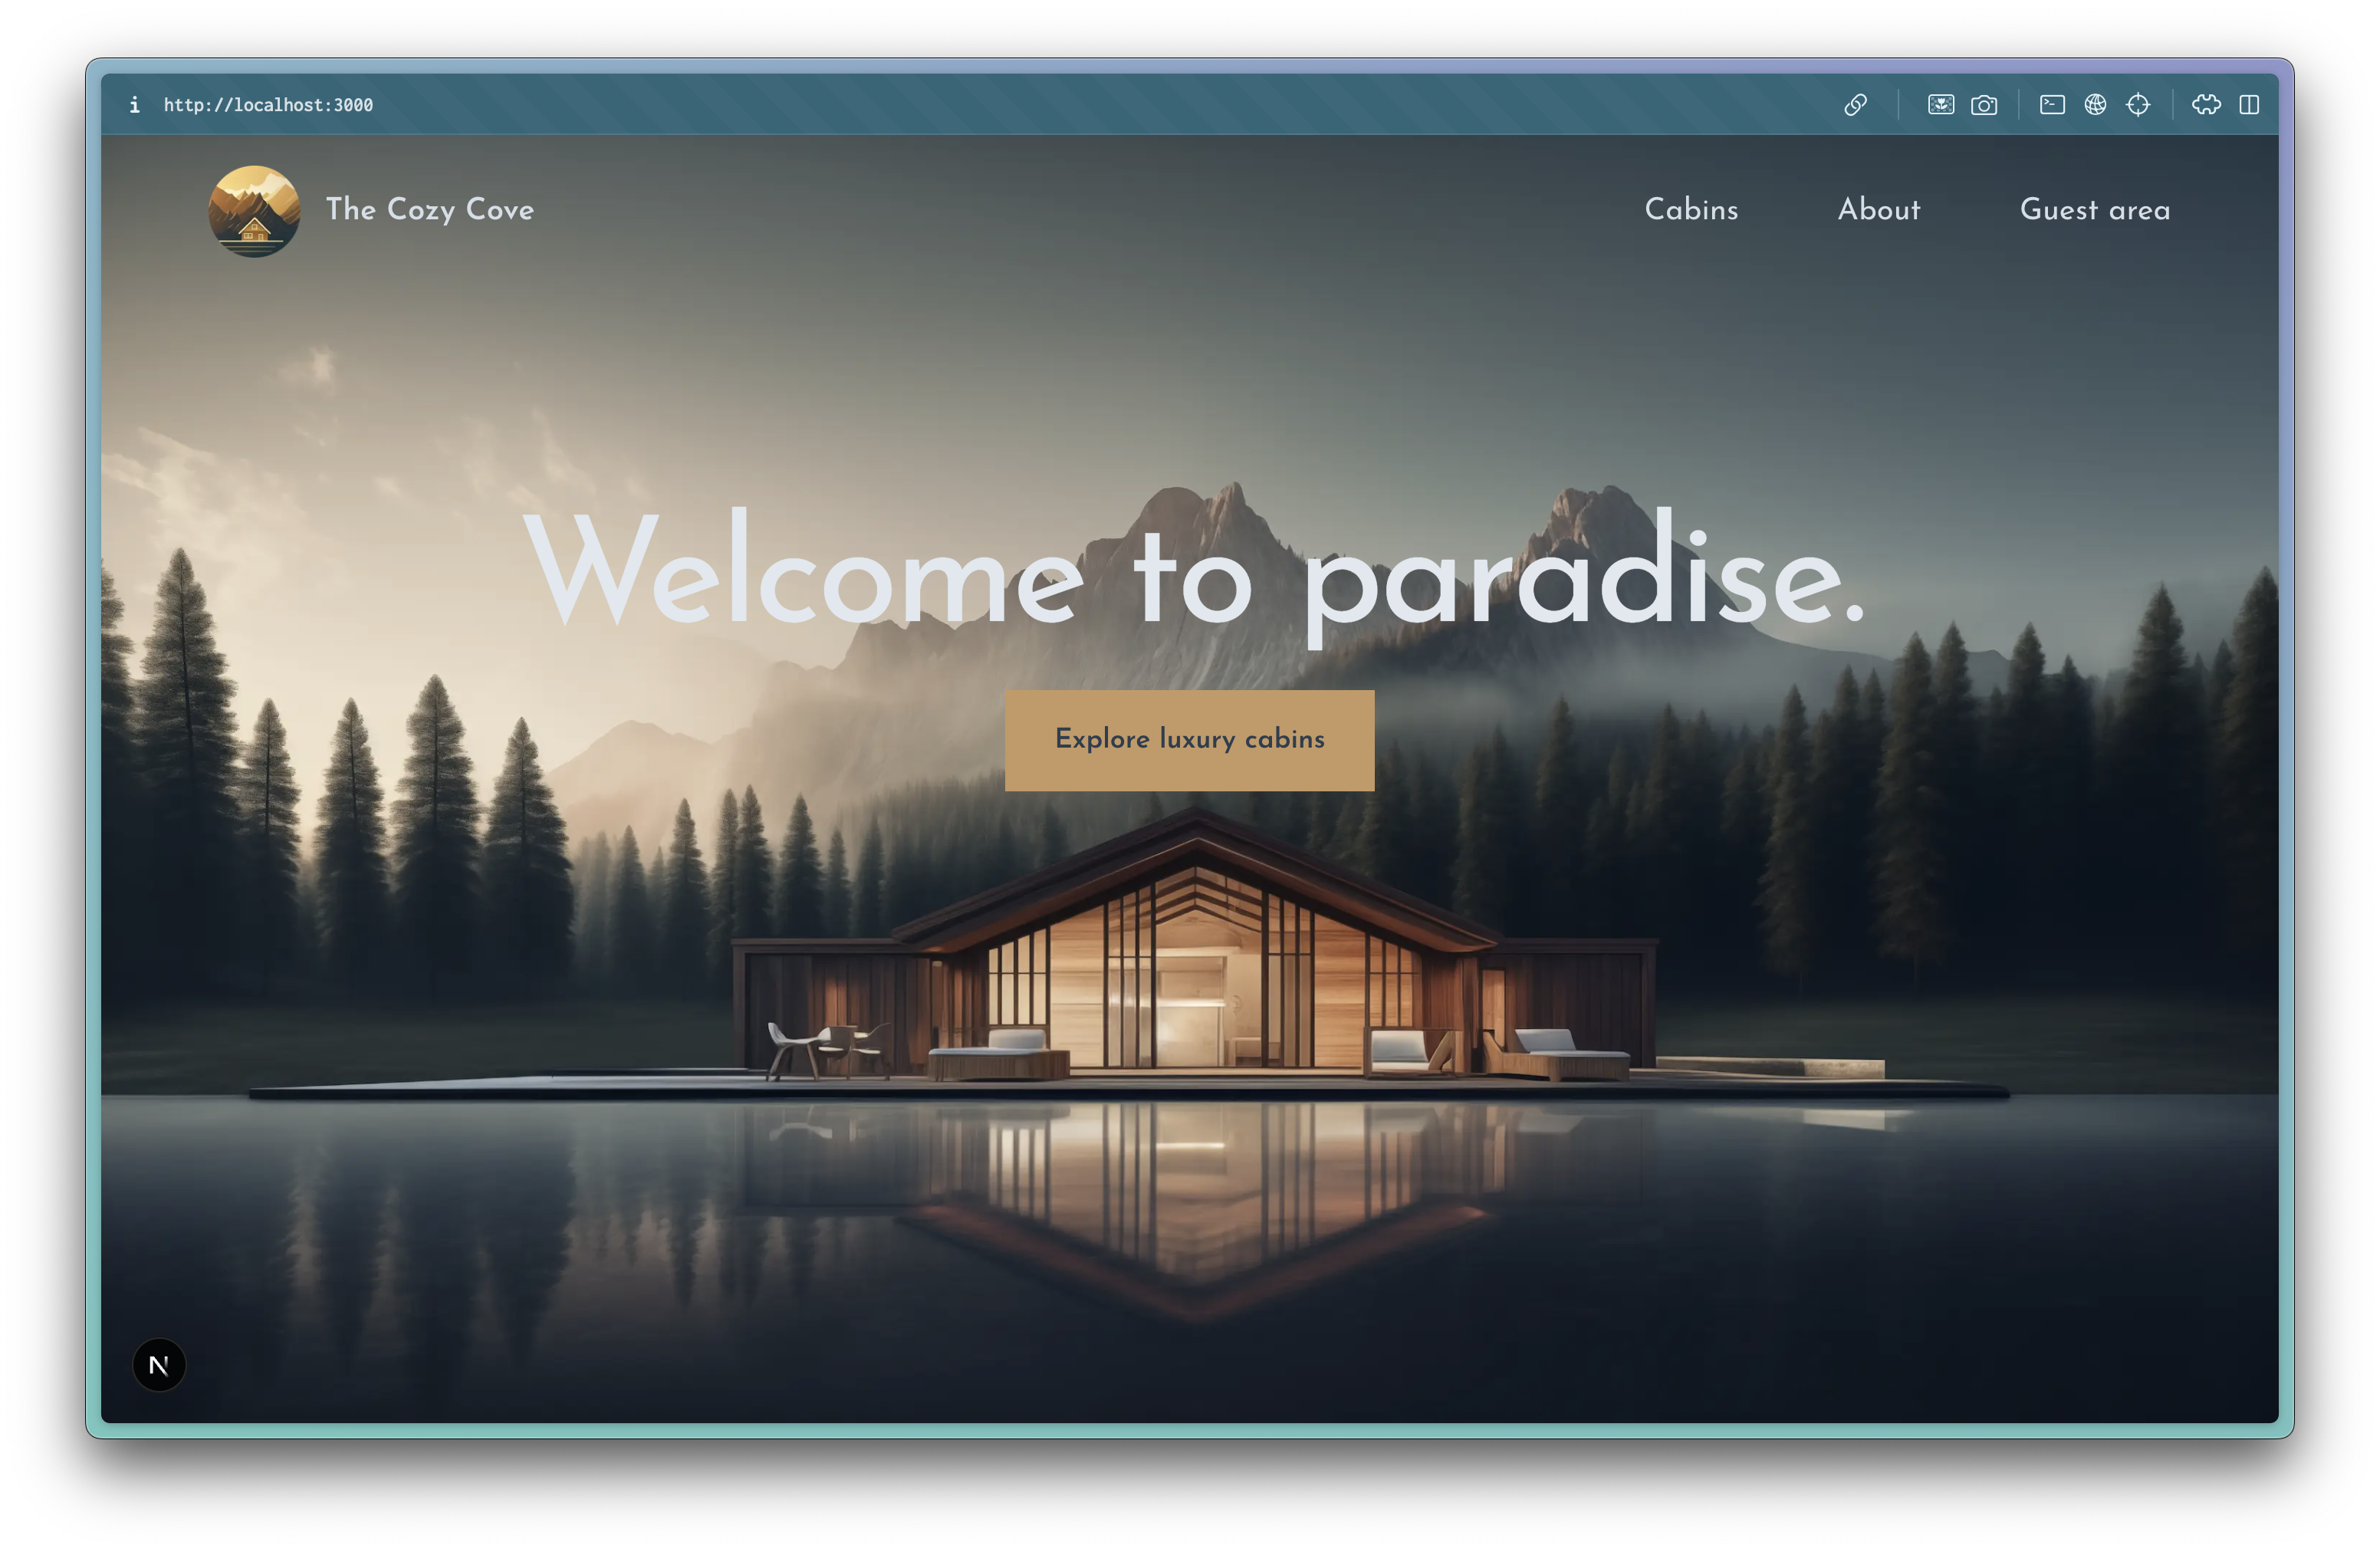 http://localhost:3000
The Cozy Cove
Cabins
About
Guest area
Welcome to paradise.
Explore luxury cabins
N